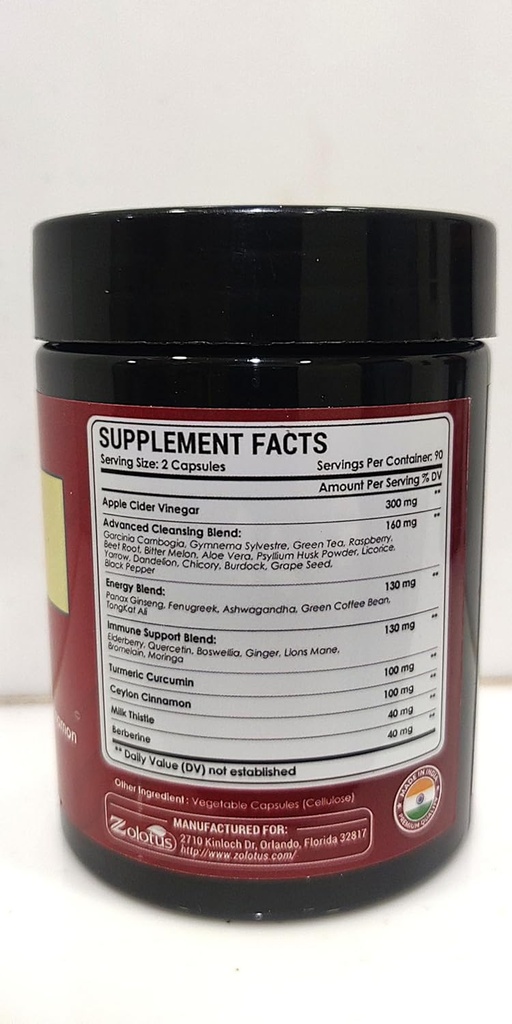 SUPPLEMENT FACTS
Serving Size: 2 Capsules Servings Per Container: 90
Amount Per Serving % DV
Apple Cider Vinegar 300 mg **
Advanced Cleansing Blend: 160 mg **
Garcinia Cambogia, Gymnema Sylvestre, Green Tea, Raspberry,
Beet Root, Bitter Melon, Aloe Vera, Psyllium Husk Powder, Licorice,
Yarrow, Dandelion, Chicory, Burdock, Grape Seed,
Black Pepper
Energy Blend: 130 mg **
Panax Ginseng, Fenugreek, Ashwagandha, Green Coffee Bean,
TongKat Ali
Immune Support Blend: 130 mg **
Elderberry, Quercetin, Boswellia, Ginger, Lions Mane,
Bromelain, Moringa
Turmeric Curcumin 100 mg **
Ceylon Cinnamon 100 mg **
Milk Thistle 40 mg **
Berberine 40 mg **
** Daily Value (DV) not established
Other Ingredient: Vegetable Capsules (Cellulose)
MADE IN INDIA
PREMIUM QUALITY
MANUFACTURED FOR:
Zolotus
2710 Kinloch Dr, Orlando, Florida 32817
http://www.zolotus.com/